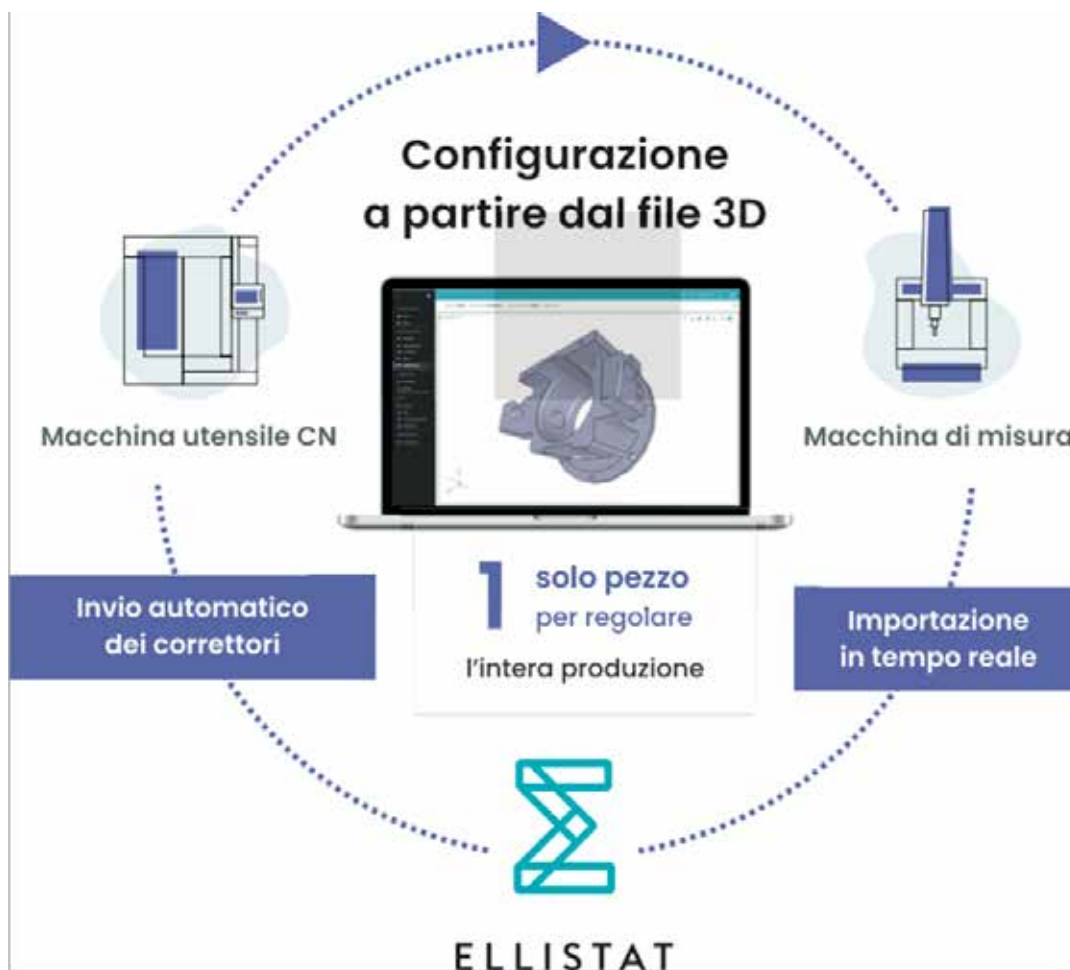 Configurazione
a partire dal file 3D
Macchina utensile CN
Macchina di misura
1 solo pezzo
per regolare
l'intera produzione
Invio automatico
dei correttori
Importazione
in tempo reale
ELLISTAT